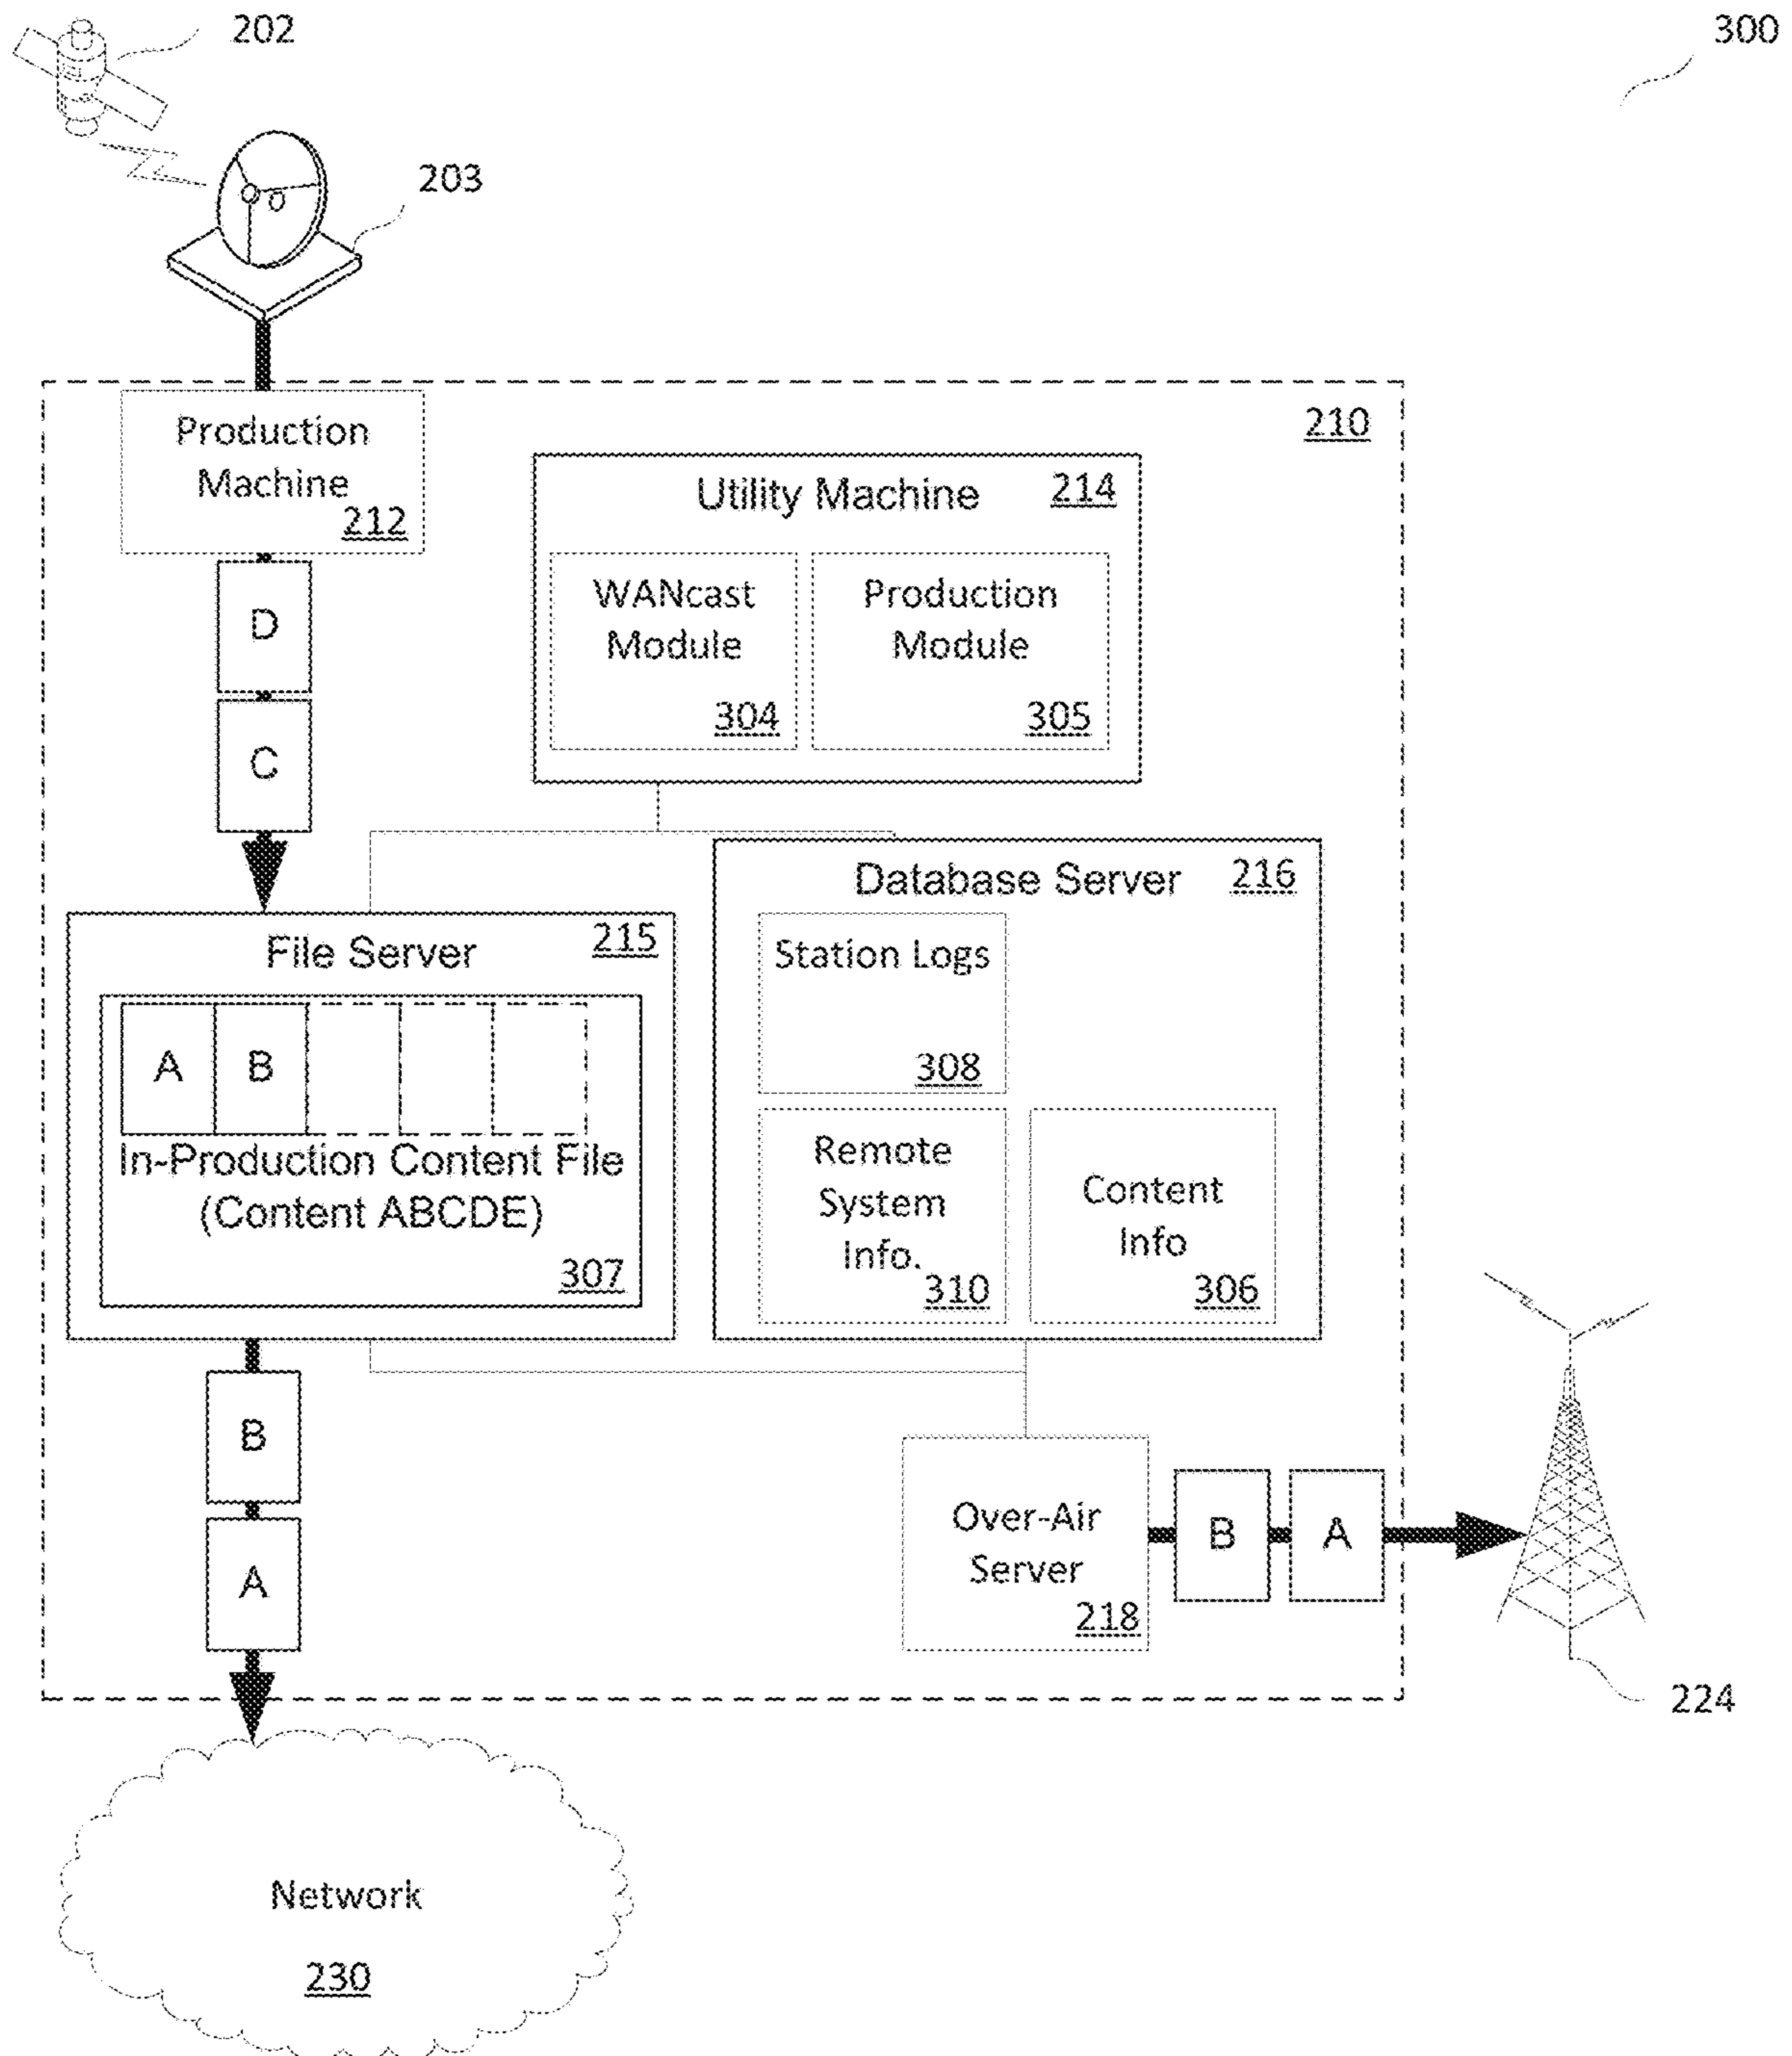 202
300
203
210
Production
Machine
212
Utility Machine 214
WANcast
Module
304
Production
Module
305
D
C
File Server 215
A B
In-Production Content File
(Content ABCDE)
307
Database Server 216
Station Logs
308
Remote
System
Info.
310
Content
Info
306
B
A
Over-Air
Server
218
B A
224
Network
230